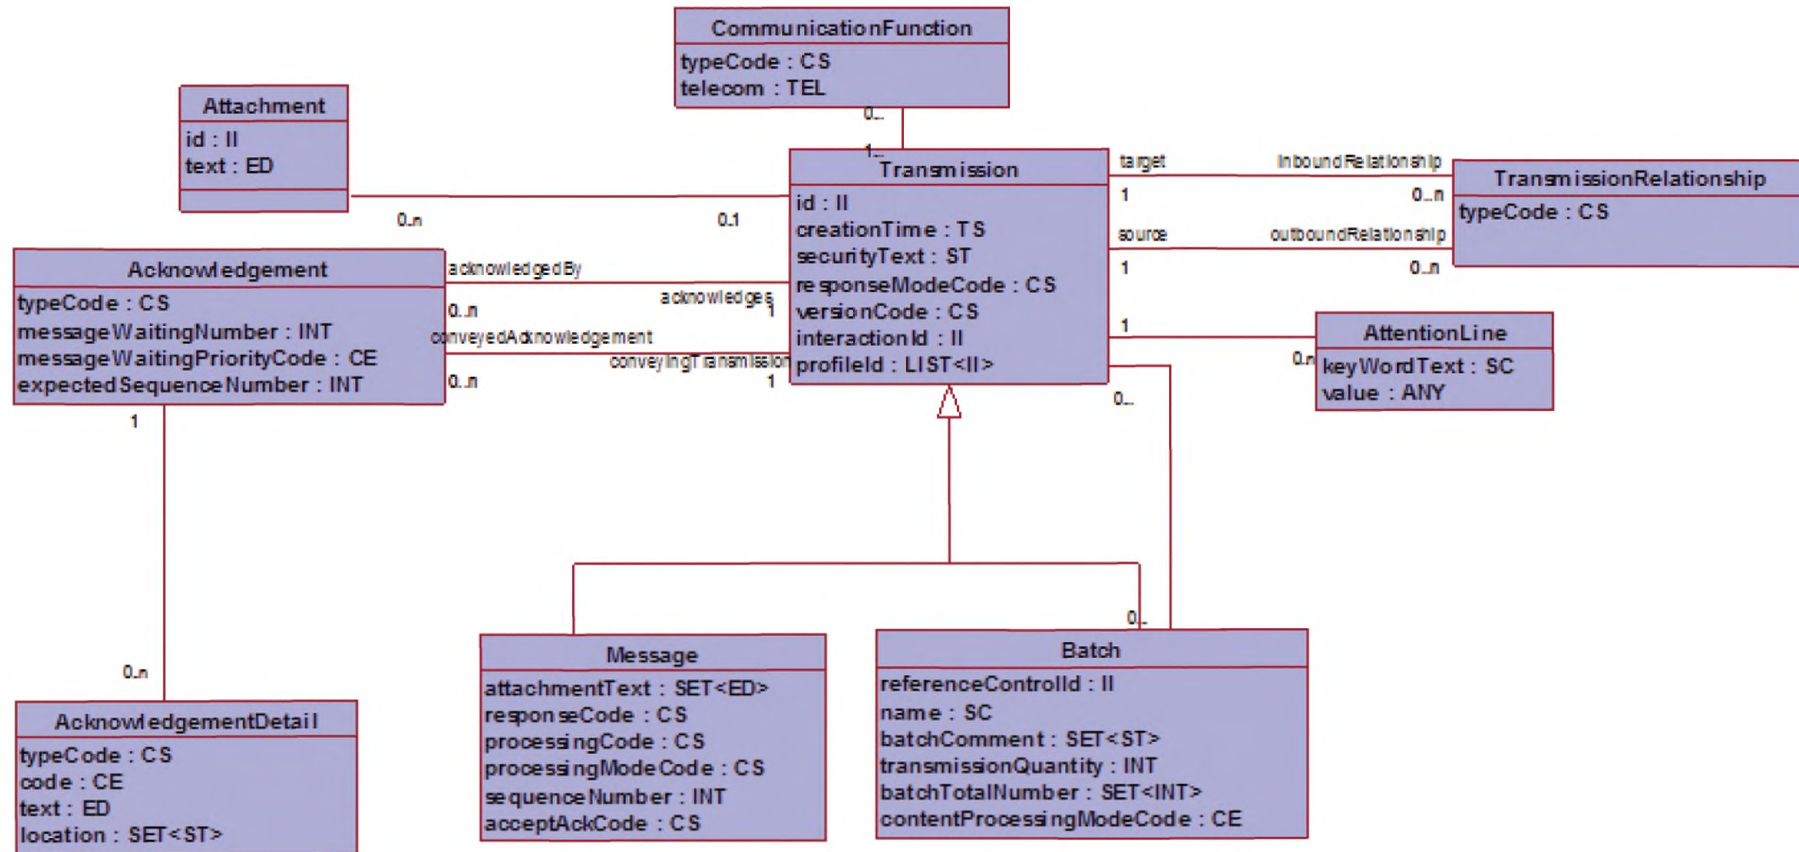 CommunicationFunction
typeCode : CS
telecom : TEL
0...
1...
Attachment
id : II
text : ED
0..n
0..1
Transmission
id : II
creationTime : TS
securityText : ST
responseModeCode : CS
versionCode : CS
interactionId : II
profileId : LIST<II>
target
inboundRelationship
1
0...n
source
outboundRelationship
1
0...n
TransmissionRelationship
typeCode : CS
Acknowledgement
typeCode : CS
messageWaitingNumber : INT
messageWaitingPriorityCode : CE
expectedSequenceNumber : INT
acknowledgedBy
acknowledges
0...n
1
conveyedAcknowledgement
conveyingTransmission
0...n
1
1
0..n
AttentionLine
keyWordText : SC
value : ANY
0...
1
0..n
0...
AcknowledgementDetail
typeCode : CS
code : CE
text : ED
location : SET<ST>
Message
attachmentText : SET<ED>
responseCode : CS
processingCode : CS
processingModeCode : CS
sequenceNumber : INT
acceptAckCode : CS
Batch
referenceControlId : II
name : SC
batchComment : SET<ST>
transmissionQuantity : INT
batchTotalNumber : SET<INT>
contentProcessingModeCode : CE